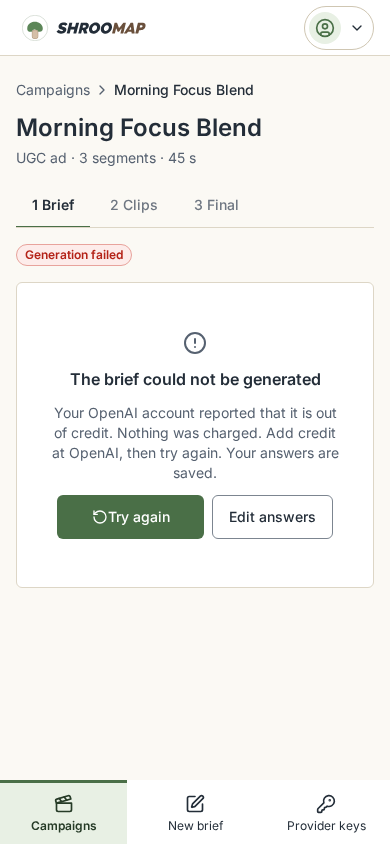 SHROOMAP
Campaigns > Morning Focus Blend
Morning Focus Blend
UGC ad · 3 segments · 45 s
1 Brief 2 Clips 3 Final
Generation failed
The brief could not be generated
Your OpenAI account reported that it is out
of credit. Nothing was charged. Add credit
at OpenAI, then try again. Your answers are
saved.
Try again Edit answers
Campaigns New brief Provider keys